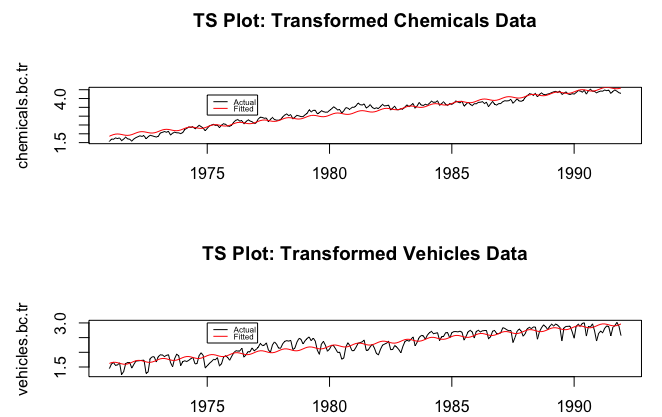 TS Plot: Transformed Chemicals Data
chemicals.bc.tr
4.0
1.5
Actual
Fitted
1975 1980 1985 1990
TS Plot: Transformed Vehicles Data
vehicles.bc.tr
3.0
1.5
Actual
Fitted
1975 1980 1985 1990